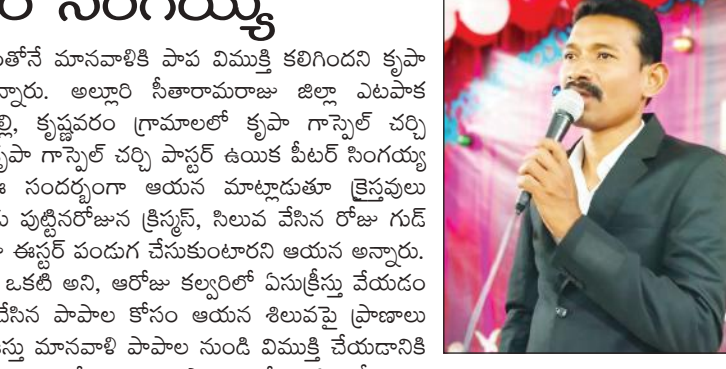 సింగయ్య
మానవాళికి పాప విముక్తి కలిగిందని కృపా
అల్లూరి సీతారామరాజు జిల్లా ఎటపాక
కృష్ణవరం గ్రామాలలో కృపా గాస్పెల్ చర్చి
గాస్పెల్ చర్చి పాస్టర్ ఉయిక పీటర్ సింగయ్య
సందర్భంగా ఆయన మాట్లాడుతూ క్రైస్తవులు
పుట్టినరోజున క్రిస్మస్, సిలువ వేసిన రోజు గుడ్
ఈస్టర్ పండుగ చేసుకుంటారని ఆయన అన్నారు.
ఒకటి అని, ఆరోజు కల్వరిలో ఏసుక్రీస్తు వేయడం
చేసిన పాపాల కోసం ఆయన శిలువపై ప్రాణాలు
మానవాళి పాపాల నుండి విముక్తి చేయడానికి